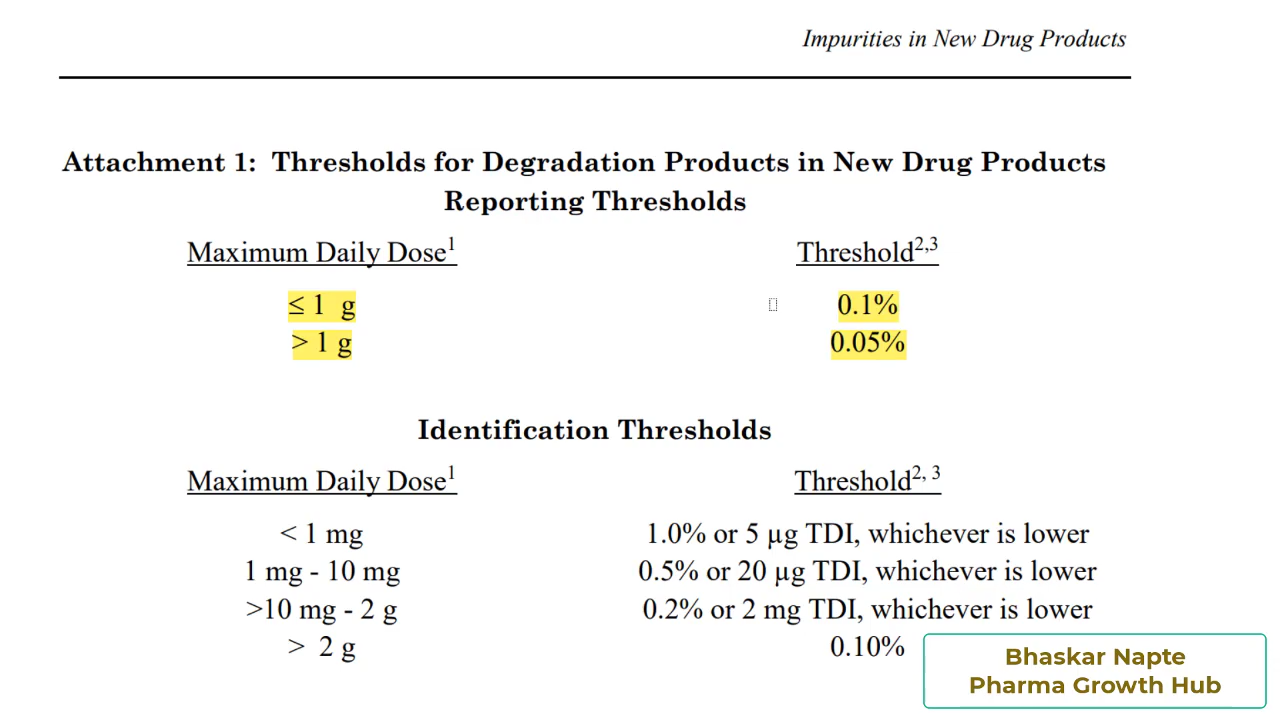 Impurities in New Drug Products
Attachment 1: Thresholds for Degradation Products in New Drug Products
Reporting Thresholds
Maximum Daily Dose¹ Threshold²,³
≤ 1 g 0.1%
> 1 g 0.05%
Identification Thresholds
Maximum Daily Dose¹ Threshold², ³
< 1 mg 1.0% or 5 µg TDI, whichever is lower
1 mg - 10 mg 0.5% or 20 µg TDI, whichever is lower
>10 mg - 2 g 0.2% or 2 mg TDI, whichever is lower
> 2 g 0.10%
Bhaskar Napte
Pharma Growth Hub